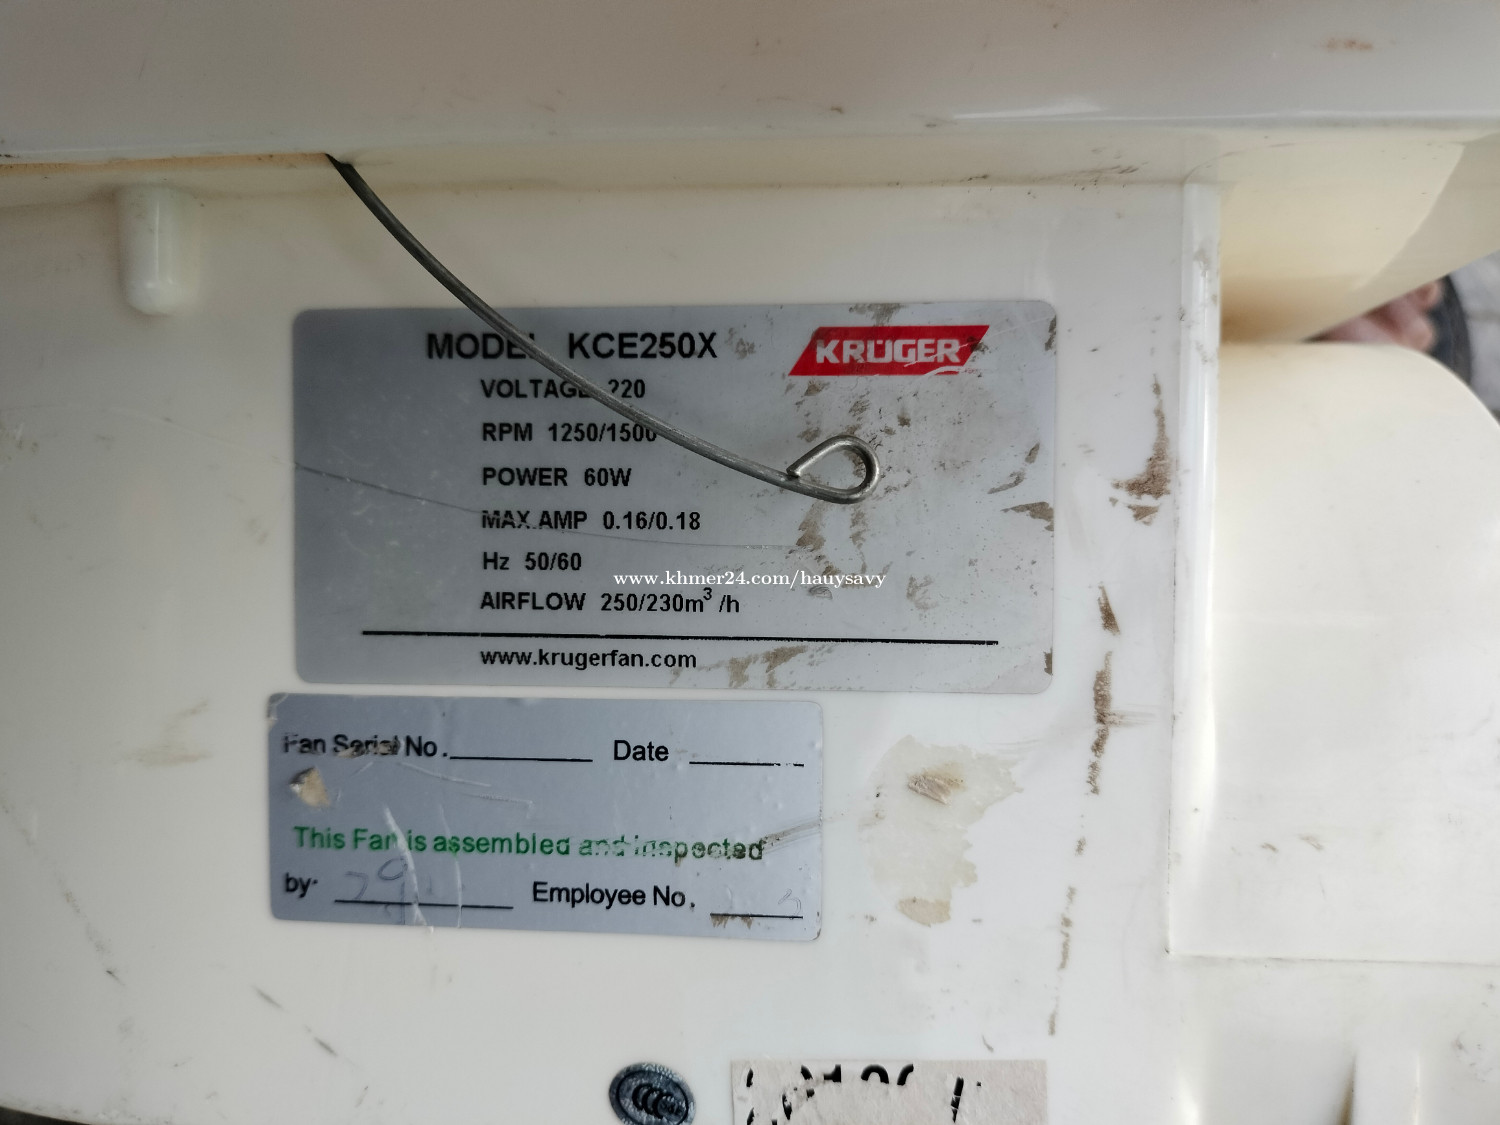 MODEL KCE250X
KRÜGER
VOLTAGE 220
RPM 1250/1500
POWER 60W
MAX AMP 0.16/0.18
Hz 50/60
www.khmer24.com/hauysavy
AIRFLOW 250/230m³ /h
www.krugerfan.com
Fan Serial No. Date
This Fan is assembled and inspected
by: Employee No.
CCC